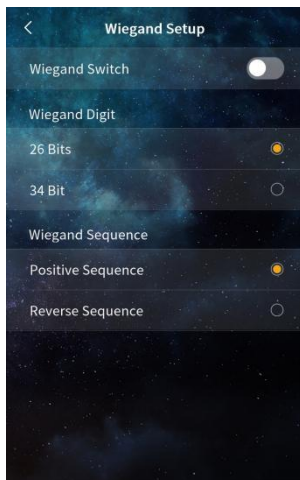 Wiegand Setup
Wiegand Switch
Wiegand Digit
26 Bits
34 Bit
Wiegand Sequence
Positive Sequence
Reverse Sequence